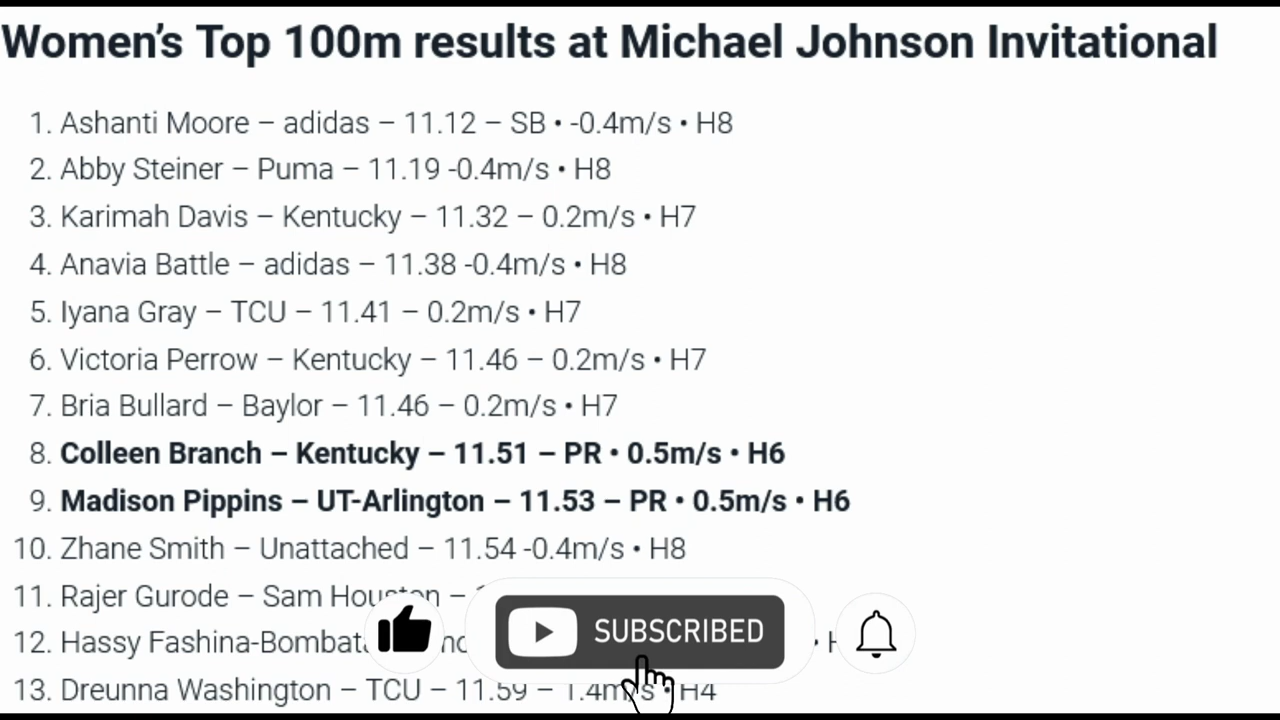 Women's Top 100m results at Michael Johnson Invitational
1. Ashanti Moore – adidas – 11.12 – SB • -0.4m/s • H8
2. Abby Steiner – Puma – 11.19 -0.4m/s • H8
3. Karimah Davis – Kentucky – 11.32 – 0.2m/s • H7
4. Anavia Battle – adidas – 11.38 -0.4m/s • H8
5. Iyana Gray – TCU – 11.41 – 0.2m/s • H7
6. Victoria Perrow – Kentucky – 11.46 – 0.2m/s • H7
7. Bria Bullard – Baylor – 11.46 – 0.2m/s • H7
8. Colleen Branch – Kentucky – 11.51 – PR • 0.5m/s • H6
9. Madison Pippins – UT-Arlington – 11.53 – PR • 0.5m/s • H6
10. Zhane Smith – Unattached – 11.54 -0.4m/s • H8
11. Rajer Gurode – Sam Houston –
12. Hassy
SUBSCRIBED
13. Dreunna Washington – TCU – 11.59 – 1.4m/s • H4